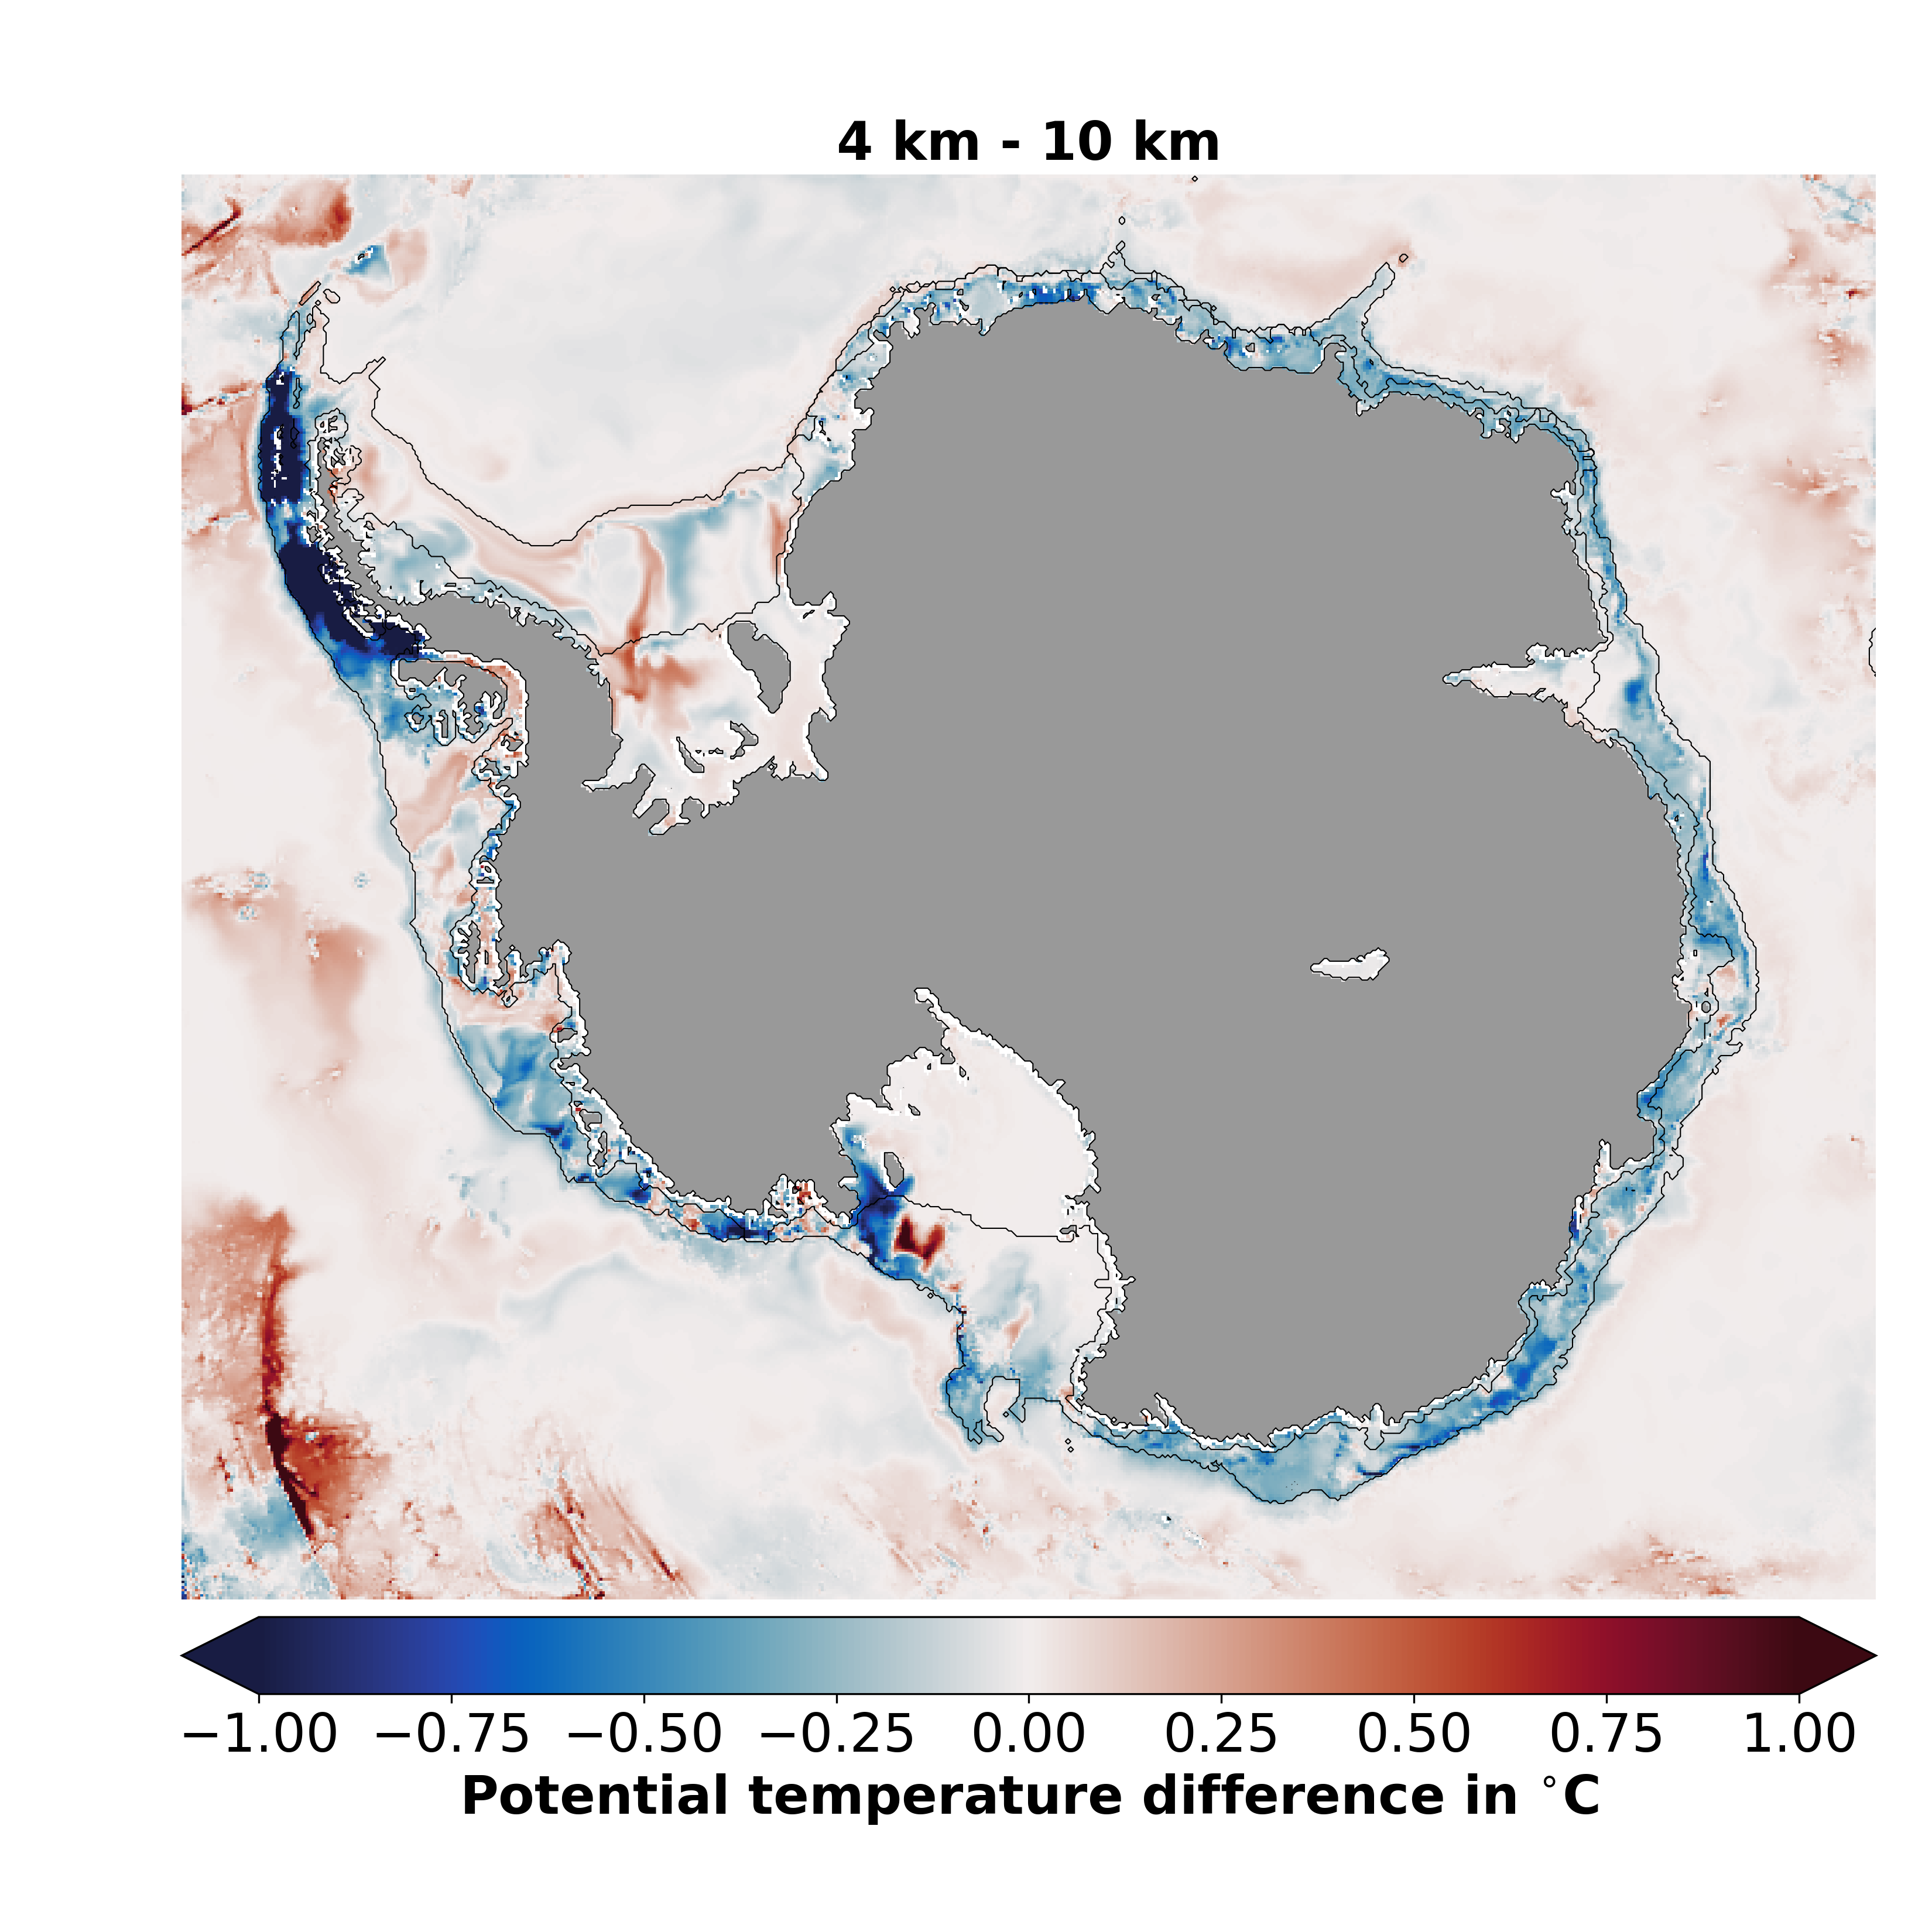 4 km - 10 km
−1.00 −0.75 −0.50 −0.25 0.00 0.25 0.50 0.75 1.00
Potential temperature difference in °C